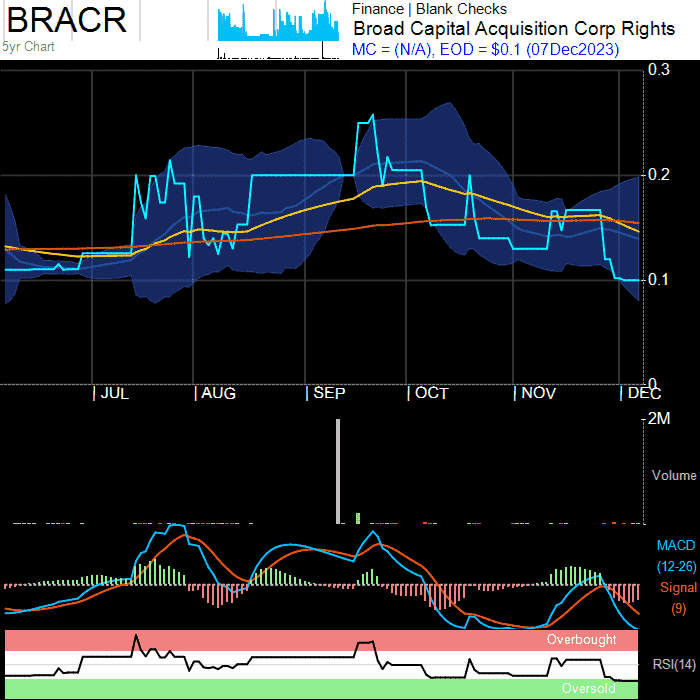 BRACR
5yr Chart
Finance | Blank Checks
Broad Capital Acquisition Corp Rights
MC = (N/A), EOD = $0.1 (07Dec2023)
0.3
0.2
0.1
0
JUL AUG SEP OCT NOV DEC
2M
Volume
MACD
(12-26)
Signal
(9)
Overbought
RSI(14)
Oversold